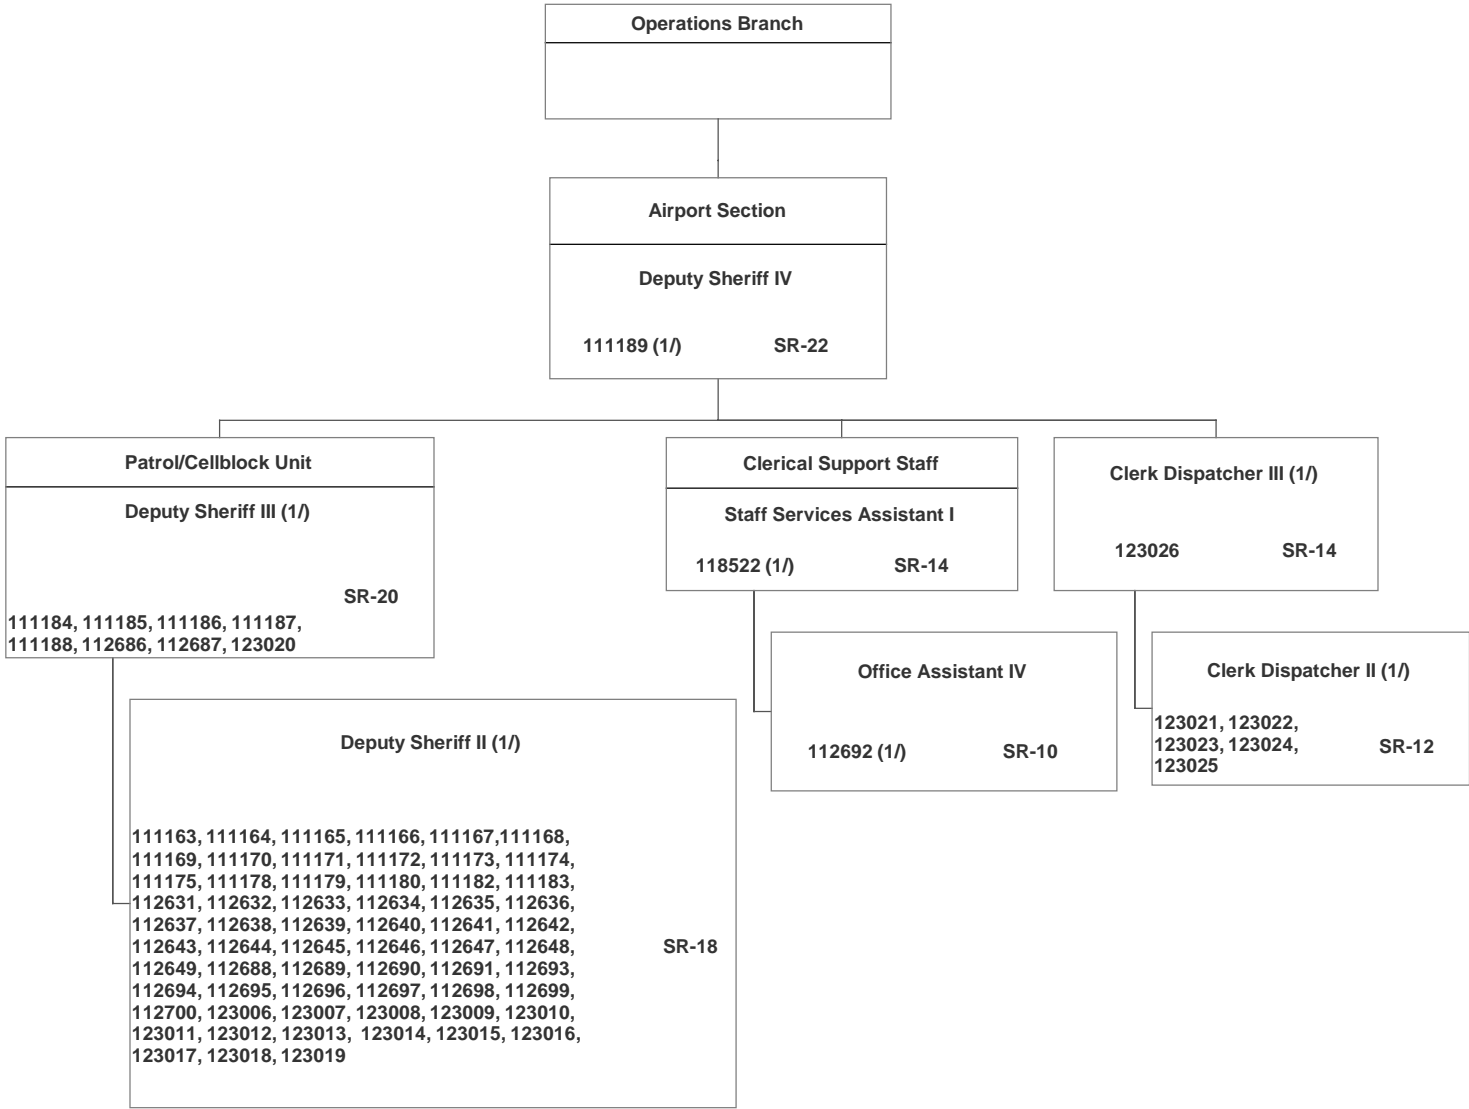 Operations Branch
Airport Section
Deputy Sheriff IV
111189 (1/) SR-22
Patrol/Cellblock Unit
Deputy Sheriff III (1/)
SR-20
111184, 111185, 111186, 111187,
111188, 112686, 112687, 123020
Deputy Sheriff II (1/)
111163, 111164, 111165, 111166, 111167,111168,
111169, 111170, 111171, 111172, 111173, 111174,
111175, 111178, 111179, 111180, 111182, 111183,
112631, 112632, 112633, 112634, 112635, 112636,
112637, 112638, 112639, 112640, 112641, 112642,
112643, 112644, 112645, 112646, 112647, 112648,
SR-18
112649, 112688, 112689, 112690, 112691, 112693,
112694, 112695, 112696, 112697, 112698, 112699,
112700, 123006, 123007, 123008, 123009, 123010,
123011, 123012, 123013, 123014, 123015, 123016,
123017, 123018, 123019
Clerical Support Staff
Staff Services Assistant I
118522 (1/) SR-14
Office Assistant IV
112692 (1/) SR-10
Clerk Dispatcher III (1/)
123026 SR-14
Clerk Dispatcher II (1/)
123021, 123022,
123023, 123024,
SR-12
123025